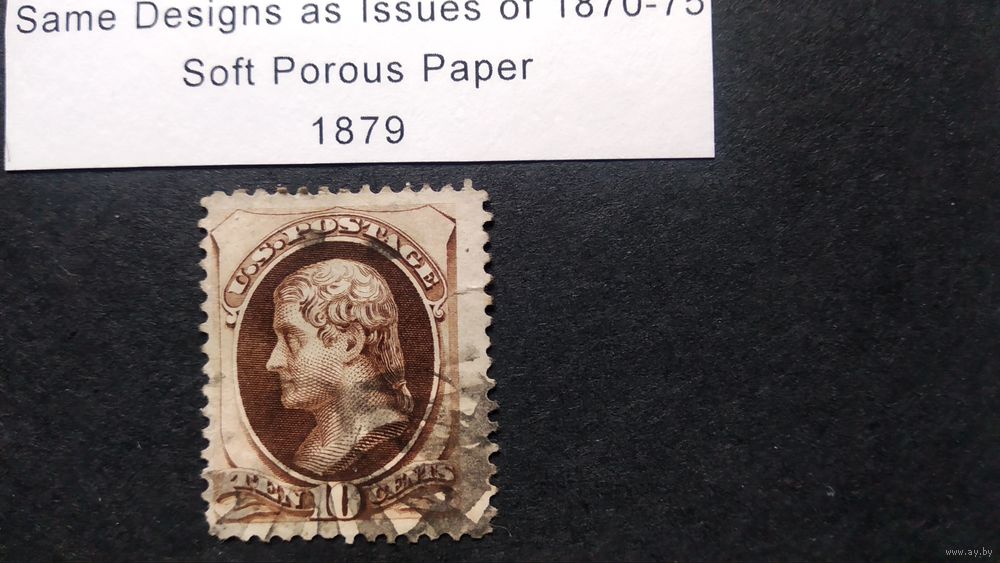 Same Designs as Issues of 1870-75
Soft Porous Paper
1879
U.S. POSTAGE
TEN 10 CENTS
www.ay.by